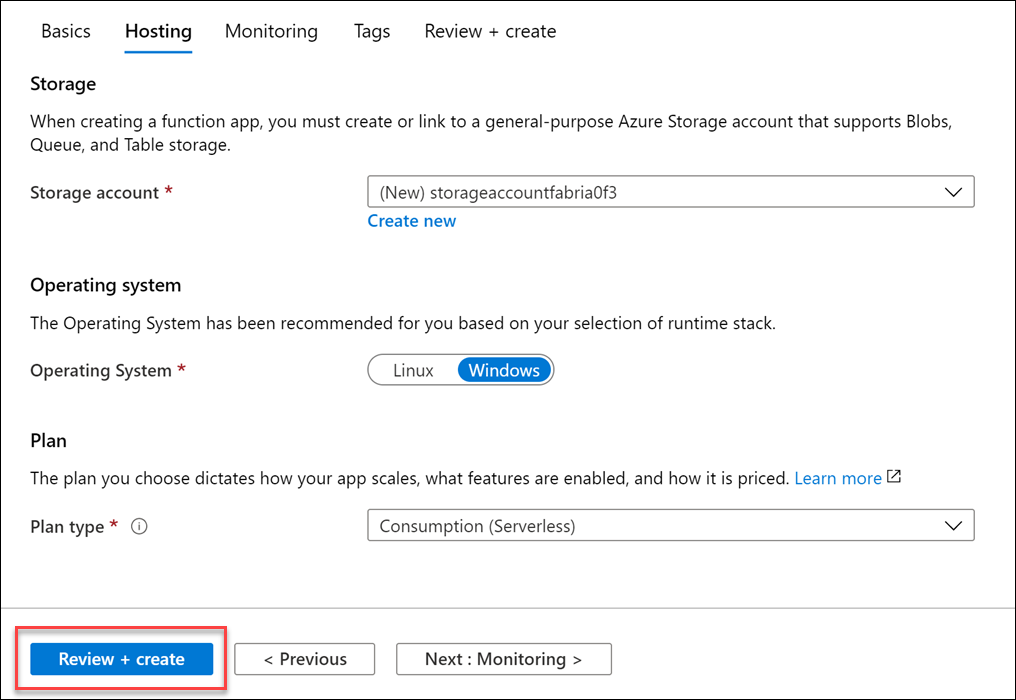 Basics Hosting Monitoring Tags Review + create
Storage
When creating a function app, you must create or link to a general-purpose Azure Storage account that supports Blobs,
Queue, and Table storage.
Storage account * (New) storageaccountfabria0f3
Create new
Operating system
The Operating System has been recommended for you based on your selection of runtime stack.
Operating System * Linux Windows
Plan
The plan you choose dictates how your app scales, what features are enabled, and how it is priced. Learn more
Plan type * Consumption (Serverless)
Review + create < Previous Next : Monitoring >